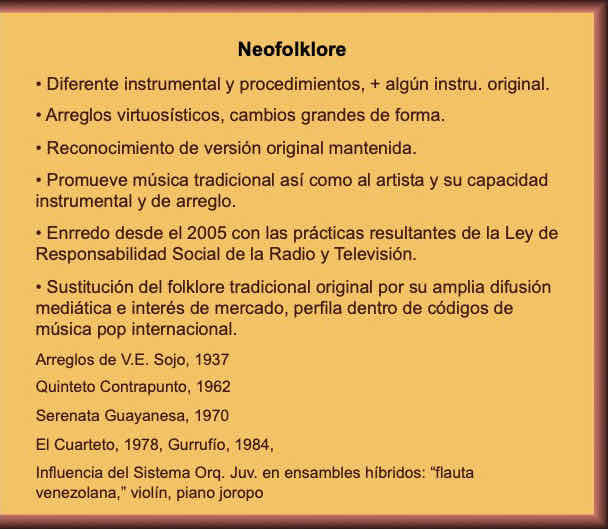 Neofolklore
• Diferente instrumental y procedimientos, + algún instru. original.
• Arreglos virtuosísticos, cambios grandes de forma.
• Reconocimiento de versión original mantenida.
• Promueve música tradicional así como al artista y su capacidad
instrumental y de arreglo.
• Enrredo desde el 2005 con las prácticas resultantes de la Ley de
Responsabilidad Social de la Radio y Televisión.
• Sustitución del folklore tradicional original por su amplia difusión
mediática e interés de mercado, perfila dentro de códigos de
música pop internacional.
Arreglos de V.E. Sojo, 1937
Quinteto Contrapunto, 1962
Serenata Guayanesa, 1970
El Cuarteto, 1978, Gurrufío, 1984,
Influencia del Sistema Orq. Juv. en ensambles híbridos: “flauta
venezolana,” violín, piano joropo